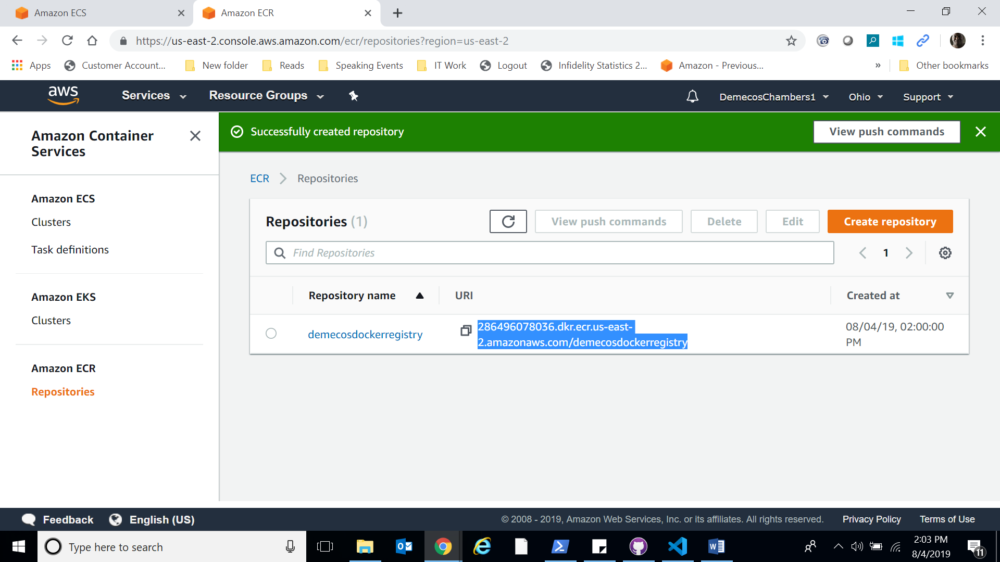 Amazon ECS
Amazon ECR
https://us-east-2.console.aws.amazon.com/ecr/repositories?region=us-east-2
Apps
Customer Account...
New folder
Reads
Speaking Events
IT Work
Logout
Infidelity Statistics 2...
Amazon - Previous...
»
Other bookmarks
aws
Services
Resource Groups
DemecosChambers1
Ohio
Support
Amazon Container
Services
Successfully created repository
View push commands
Amazon ECS
Clusters
Task definitions
Amazon EKS
Clusters
Amazon ECR
Repositories
ECR
Repositories
Repositories (1)
View push commands
Delete
Edit
Create repository
Find Repositories
1
Repository name
URI
Created at
demecosdockerregistry
286496078036.dkr.ecr.us-east-
2.amazonaws.com/demecosdockerregistry
08/04/19, 02:00:00
PM
Feedback
English (US)
© 2008 - 2019, Amazon Web Services, Inc. or its affiliates. All rights reserved.
Privacy Policy
Terms of Use
Type here to search
2:03 PM
8/4/2019
11